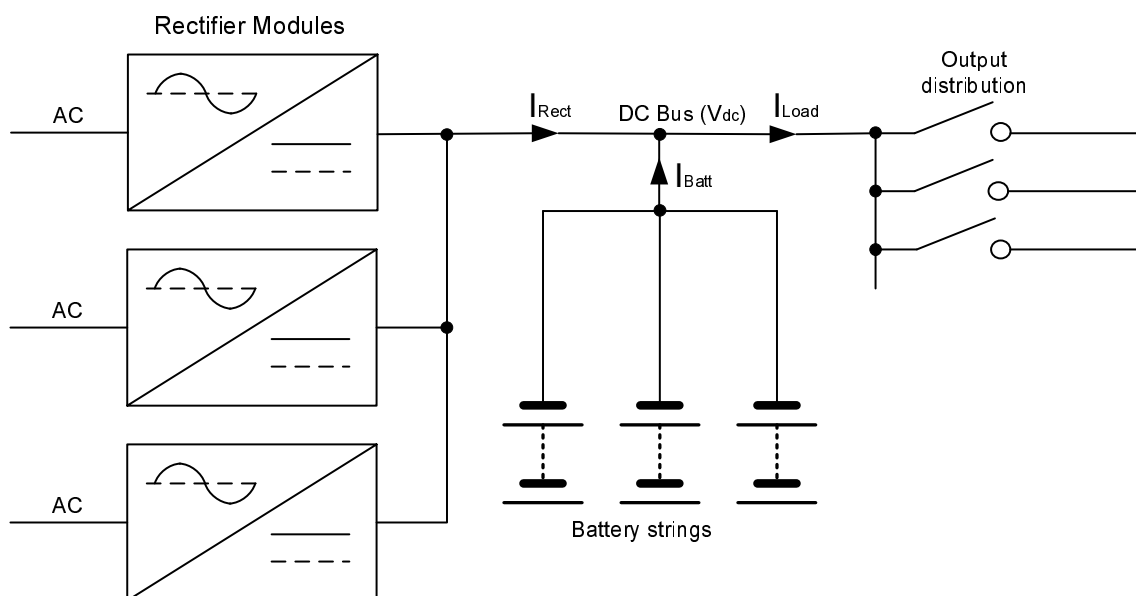 Rectifier Modules
Output
distribution
AC
IRect
DC Bus (Vdc)
ILoad
IBatt
AC
AC
Battery strings